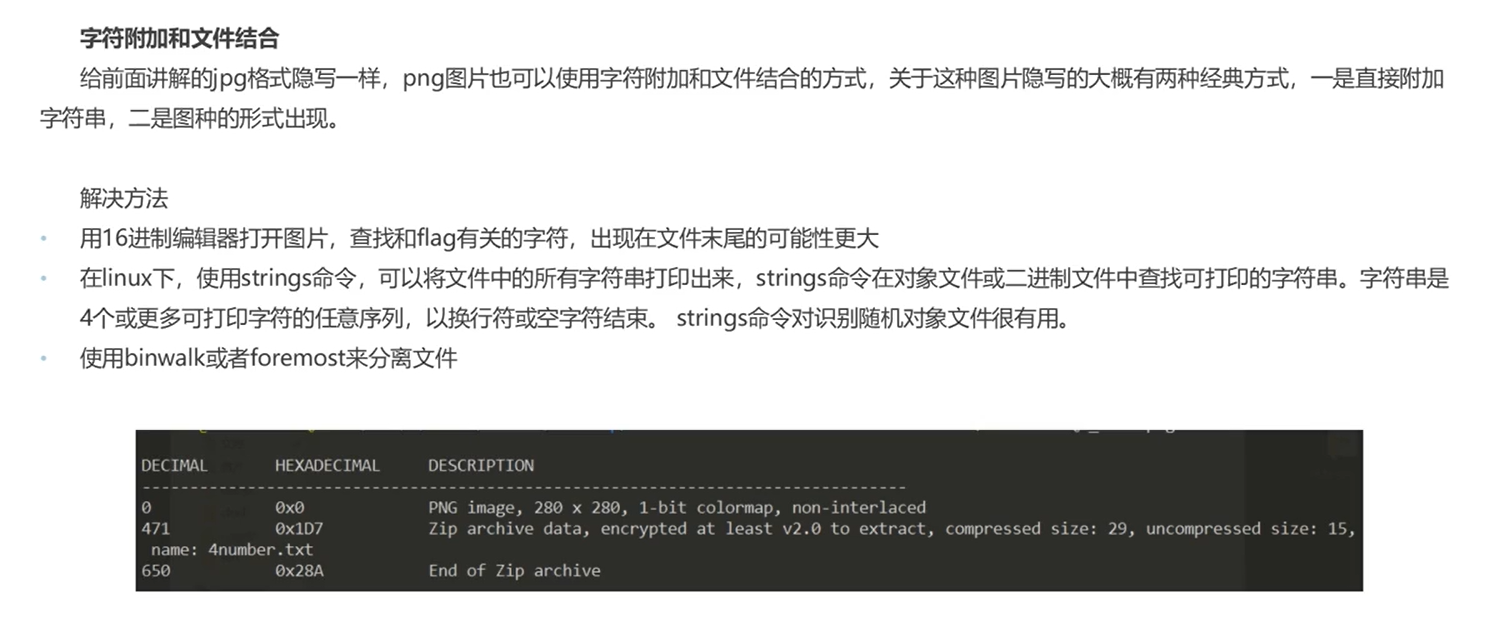 字符附加和文件结合
给前面讲解的jpg格式隐写一样，png图片也可以使用字符附加和文件结合的方式，关于这种图片隐写的大概有两种经典方式，一是直接附加
字符串，二是图种的形式出现。
解决方法
• 用16进制编辑器打开图片，查找和flag有关的字符，出现在文件末尾的可能性更大
• 在linux下，使用strings命令，可以将文件中的所有字符串打印出来，strings命令在对象文件或二进制文件中查找可打印的字符串。字符串是
4个或更多可打印字符的任意序列，以换行符或空字符结束。 strings命令对识别随机对象文件很有用。
• 使用binwalk或者foremost来分离文件
DECIMAL HEXADECIMAL DESCRIPTION
--------------------------------------------------------------------------------
0 0x0 PNG image, 280 x 280, 1-bit colormap, non-interlaced
471 0x1D7 Zip archive data, encrypted at least v2.0 to extract, compressed size: 29, uncompressed size: 15,
name: 4number.txt
650 0x28A End of Zip archive